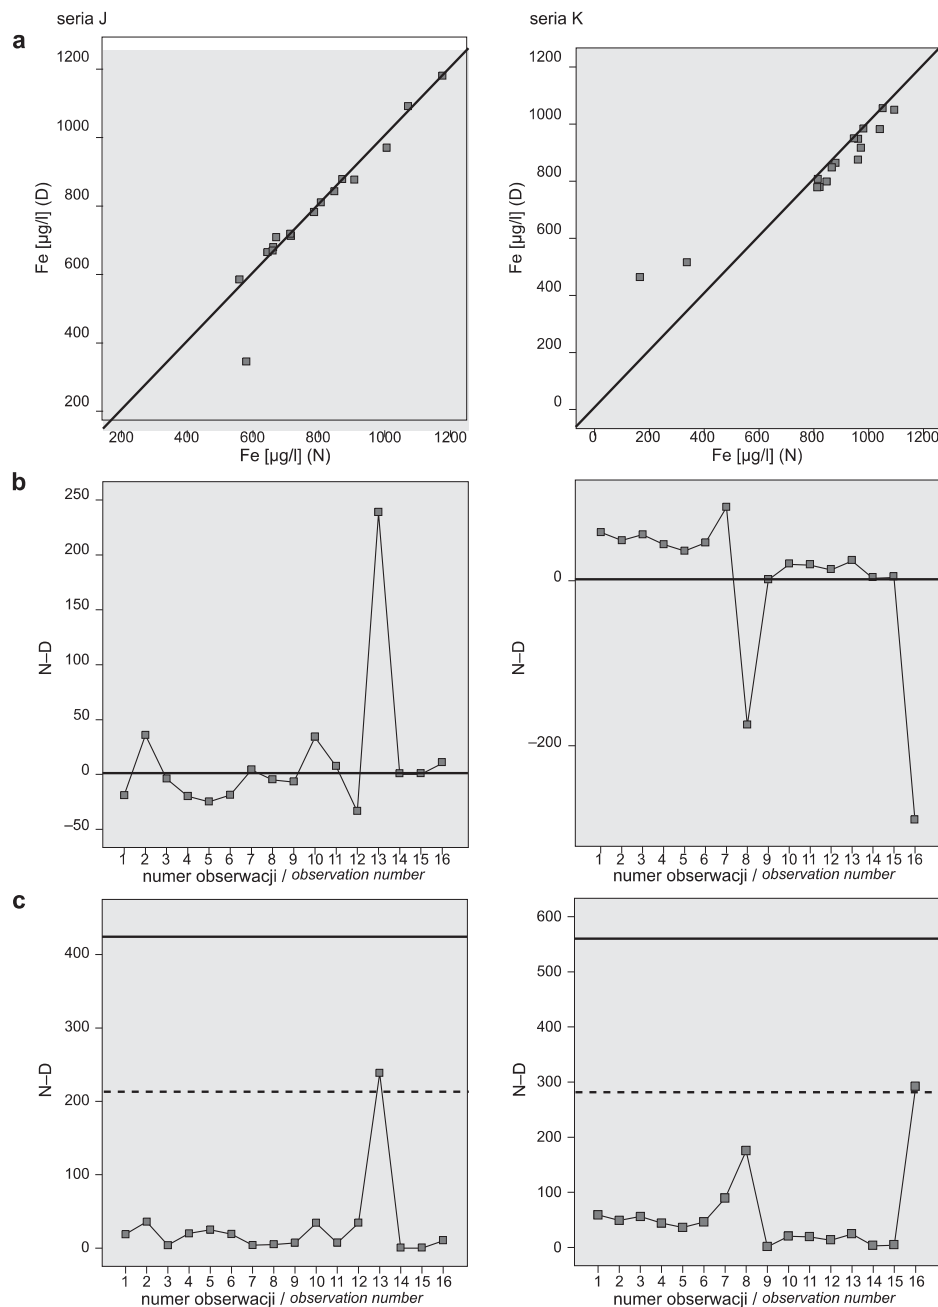 seria J
seria K
a
1200
1000
800
600
400
200
Fe [µg/l] (D)
200 400 600 800 1000 1200
Fe [µg/l] (N)
1200
1000
800
600
400
200
0
Fe [µg/l] (D)
0 200 400 600 800 1000 1200
Fe [µg/l] (N)
b
250
200
150
100
50
0
–50
N–D
1 2 3 4 5 6 7 8 9 10 11 12 13 14 15 16
numer obserwacji / observation number
0
–200
N–D
1 2 3 4 5 6 7 8 9 10 11 12 13 14 15 16
numer obserwacji / observation number
c
400
300
200
100
0
N–D
1 2 3 4 5 6 7 8 9 10 11 12 13 14 15 16
numer obserwacji / observation number
600
500
400
300
200
100
0
N–D
1 2 3 4 5 6 7 8 9 10 11 12 13 14 15 16
numer obserwacji / observation number